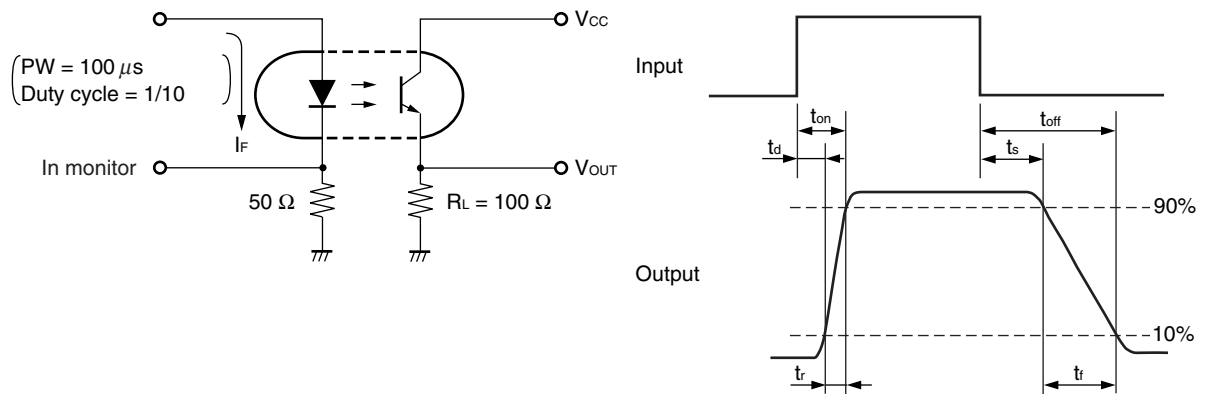 VCC
PW = 100 μs
Duty cycle = 1/10
IF
In monitor
VOUT
50 Ω
RL = 100 Ω
Input
ton
toff
td
ts
90%
Output
10%
tr
tf